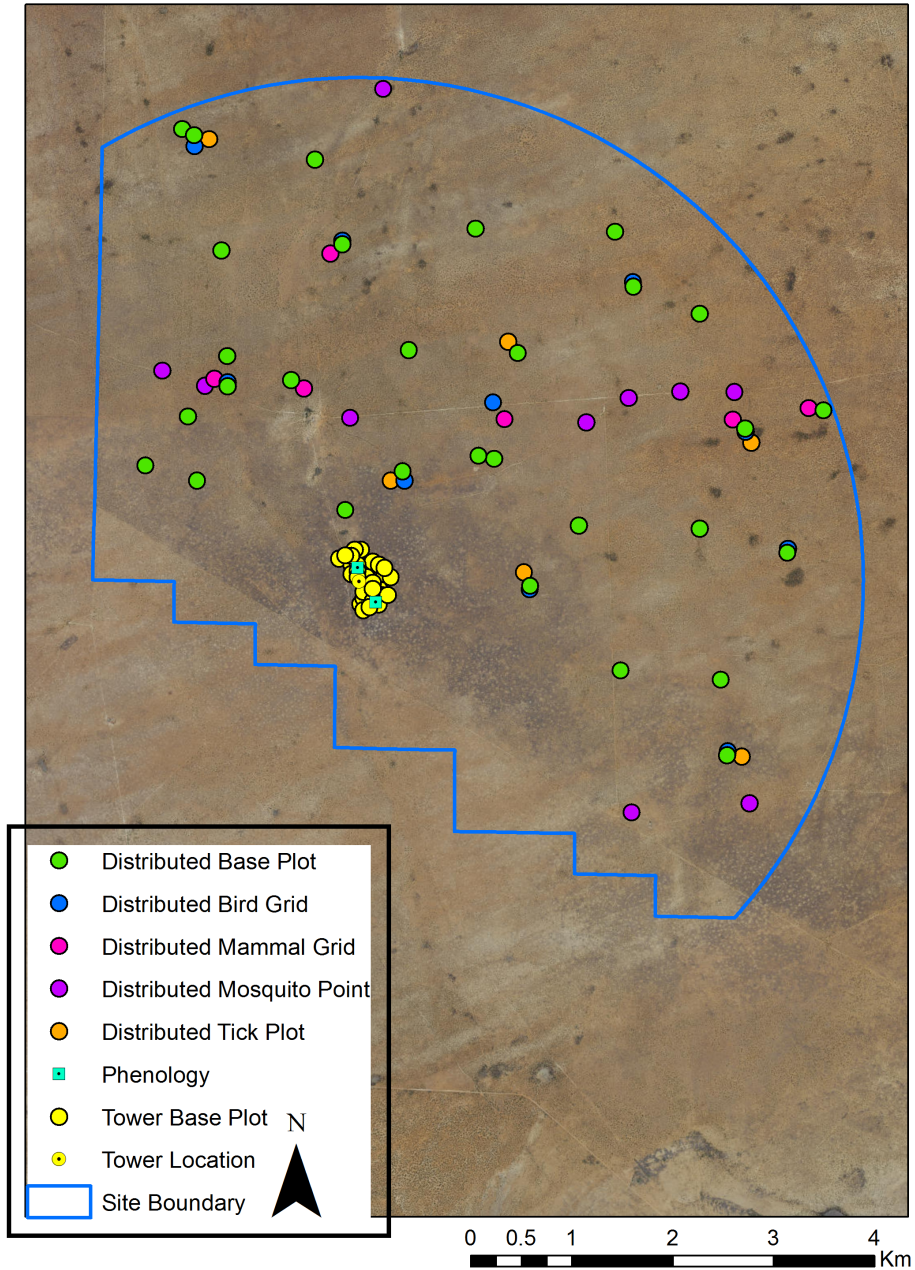 Distributed Base Plot
Distributed Bird Grid
Distributed Mammal Grid
Distributed Mosquito Point
Distributed Tick Plot
Phenology
Tower Base Plot
N
Tower Location
Site Boundary
0 0.5 1 2 3 4
Km